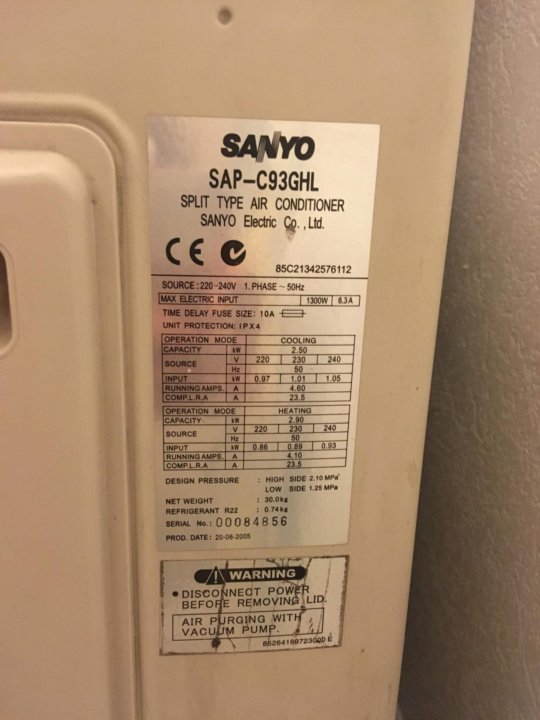 SANYO
SAP-C93GHL
SPLIT TYPE AIR CONDITIONER
SANYO Electric Co., Ltd.
CE
85C21342576112
SOURCE: 220-240V 1. PHASE ~ 50Hz
MAX ELECTRIC INPUT 1300W 8.3A
TIME DELAY FUSE SIZE: 10A
UNIT PROTECTION: IPX4
OPERATION MODE COOLING
CAPACITY kW 2.50
SOURCE V 220 230 240
Hz 50
INPUT kW 0.97 1.01 1.05
RUNNING AMPS. A 4.60
COMP.L.R.A A 23.5
OPERATION MODE HEATING
CAPACITY kW 2.90
SOURCE V 220 230 240
Hz 50
INPUT kW 0.86 0.89 0.93
RUNNING AMPS. A 4.10
COMP.L.R.A A 23.5
DESIGN PRESSURE : HIGH SIDE 2.10 MPa
LOW SIDE 1.25 MPa
NET WEIGHT : 30.0kg
REFRIGERANT R22 : 0.74kg
SERIAL No.: 00084856
PROD. DATE: 20-06-2005
WARNING
• DISCONNECT POWER
BEFORE REMOVING LID.
AIR PURGING WITH
VACUUM PUMP.